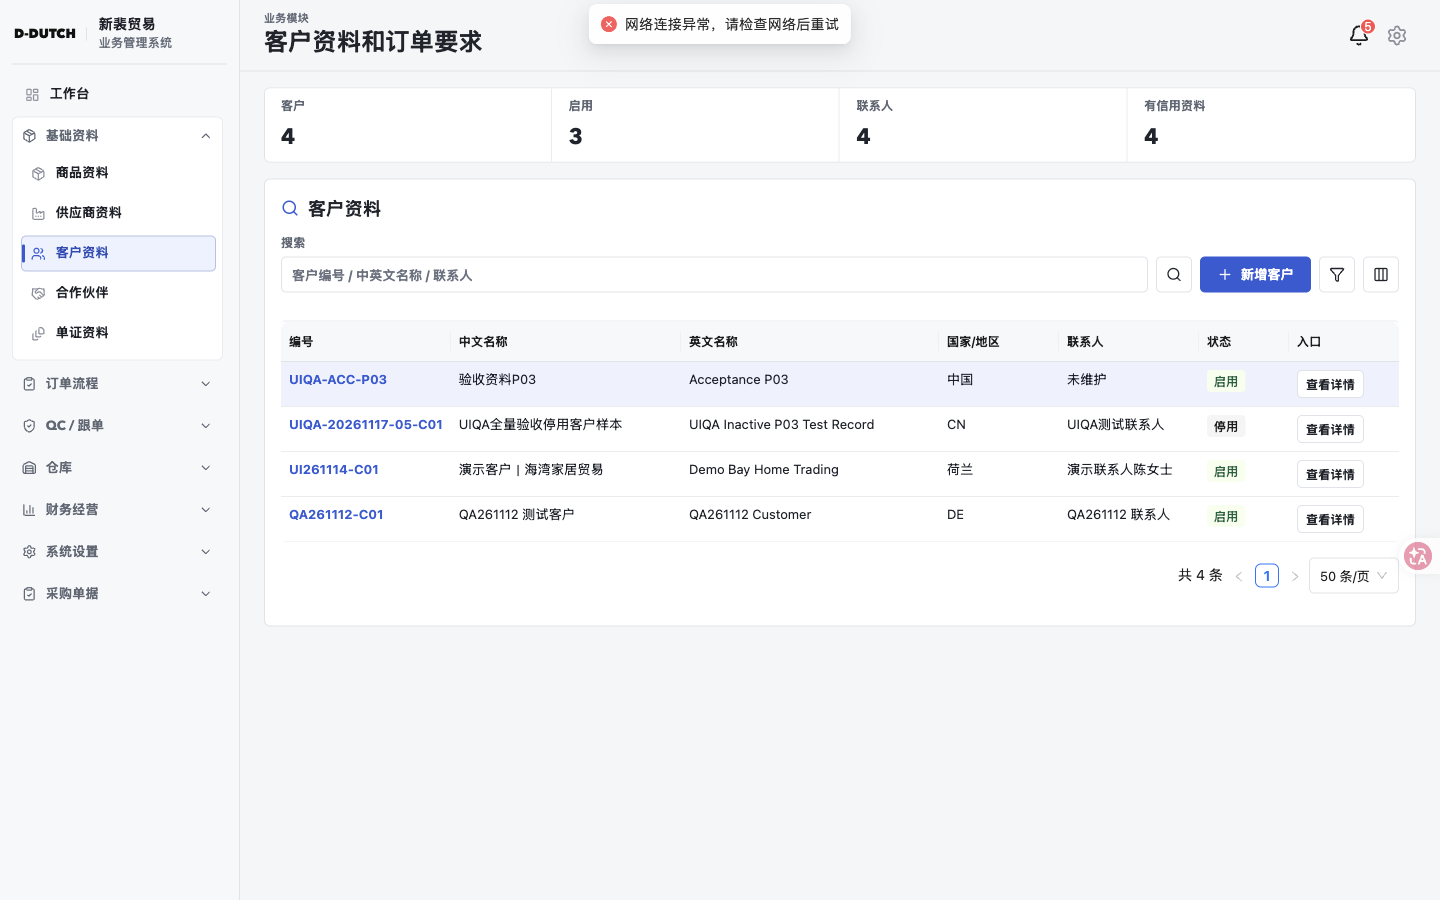 D-DUTCH
新装贸易
业务管理系统
工作台
基础资料
商品资料
供应商资料
客户资料
合作伙伴
单证资料
订单流程
QC / 跟单
仓库
财务经营
系统设置
采购单据
业务模块
客户资料和订单要求
网络连接异常，请检查网络后重试
5
客户
4
启用
3
联系人
4
有信用资料
4
客户资料
搜索
客户编号 / 中英文名称 / 联系人
新增客户
编号 中文名称 英文名称 国家/地区 联系人 状态 入口
UIQA-ACC-P03 验收资料P03 Acceptance P03 中国 未维护 启用 查看详情
UIQA-20261117-05-C01 UIQA全量验收停用客户样本 UIQA Inactive P03 Test Record CN UIQA测试联系人 停用 查看详情
UI261114-C01 演示客户 | 海湾家居贸易 Demo Bay Home Trading 荷兰 演示联系人陈女士 启用 查看详情
QA261112-C01 QA261112 测试客户 QA261112 Customer DE QA261112 联系人 启用 查看详情
共 4 条 1 50 条/页